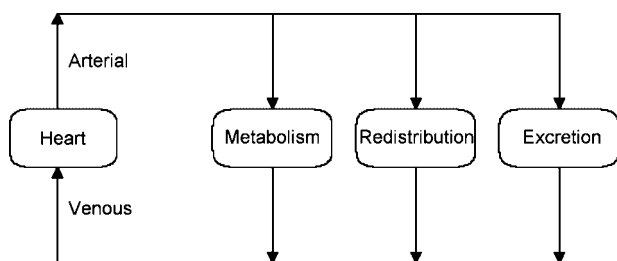 Arterial
Heart
Metabolism
Redistribution
Excretion
Venous